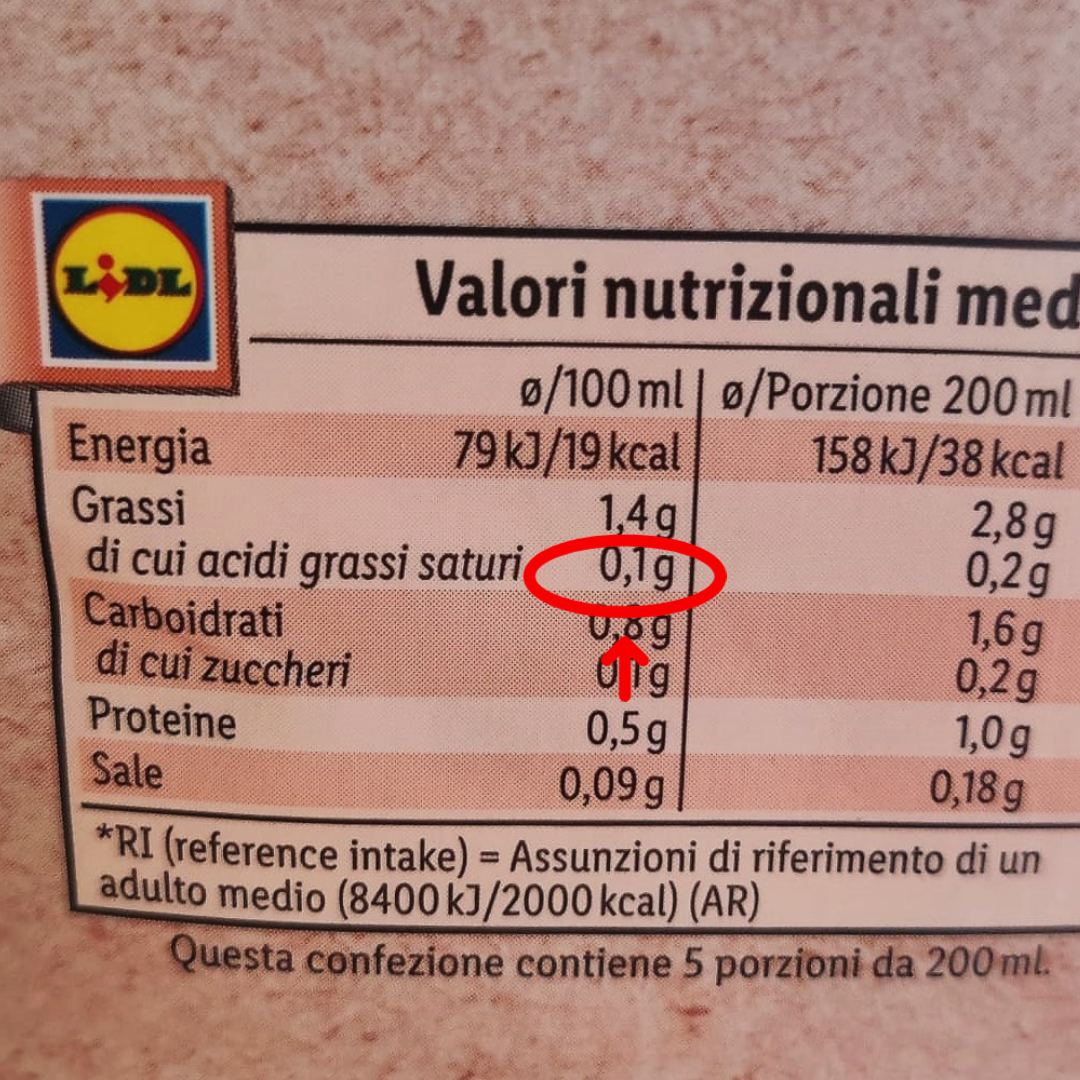 LIDL
Valori nutrizionali med
ø/100 ml ø/Porzione 200 ml
Energia 79 kJ/19 kcal 158 kJ/38 kcal
Grassi 1,4 g 2,8 g
di cui acidi grassi saturi 0,1 g 0,2 g
Carboidrati 0,8 g 1,6 g
di cui zuccheri 0,1 g 0,2 g
Proteine 0,5 g 1,0 g
Sale 0,09 g 0,18 g
*RI (reference intake) = Assunzioni di riferimento di un
adulto medio (8400 kJ/2000 kcal) (AR)
Questa confezione contiene 5 porzioni da 200 ml.